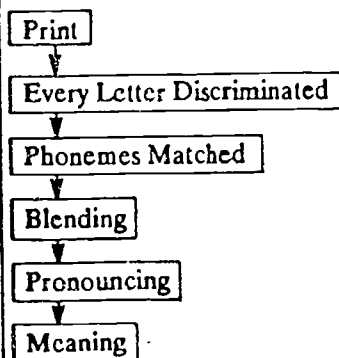 Print
Every Letter Discriminated
Phonemes Matched
Blending
Pronouncing
Meaning